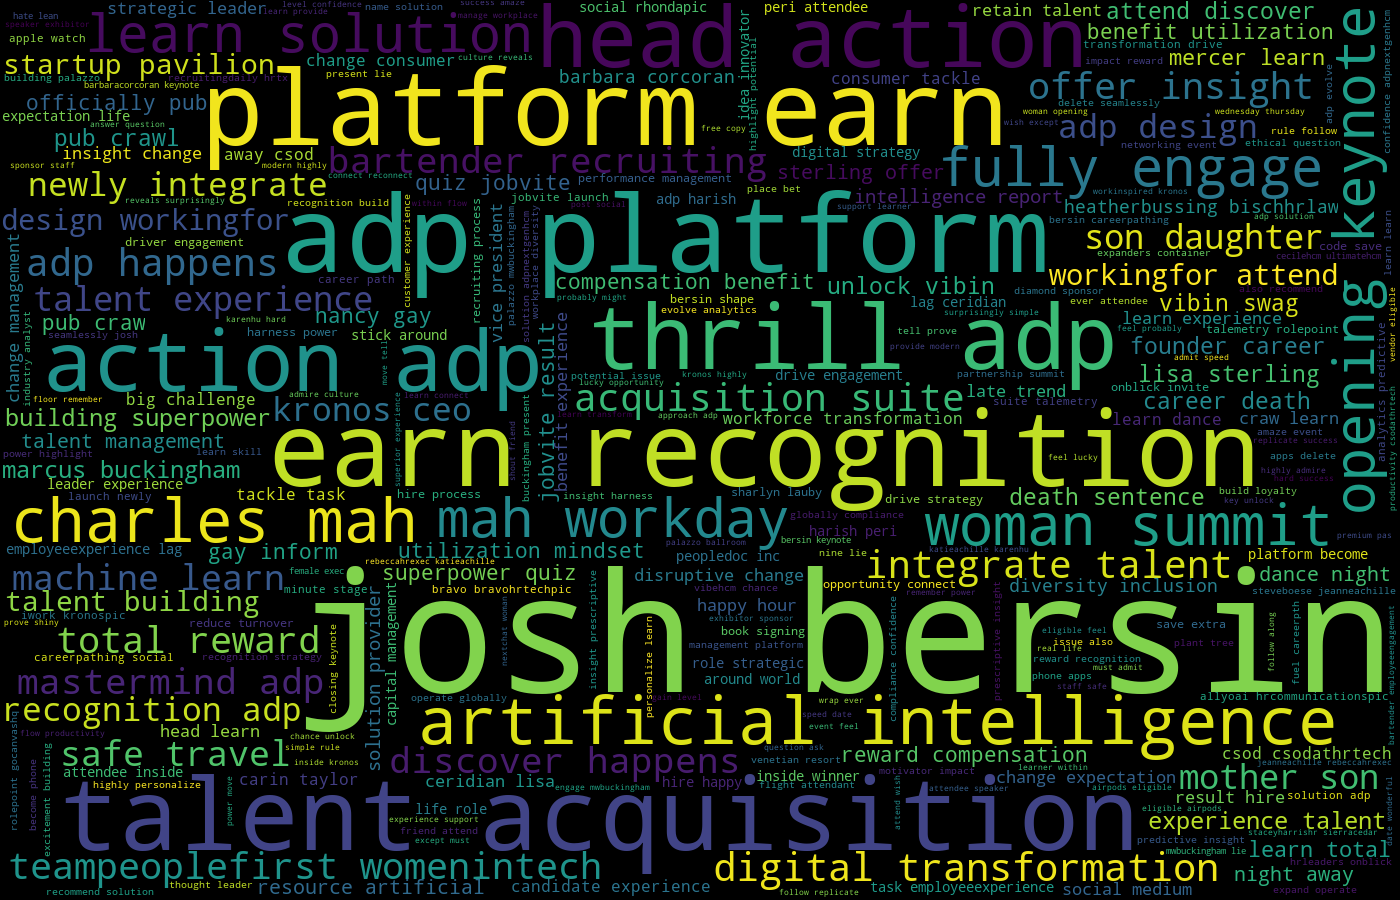 hate lean
strategic leader
level confidence
name solution
success amaze
social rhondapic
peri attendee
retain talent
attend discover
speaker exhibitor
learn provide
manage workplace
apple watch
learn solution
head action
benefit utilization
transformation drive
startup pavilion
change consumer
culture reveals
impact reward
mercer learn
building palazzo
recruitingdaily hrtx
present lie
barbara corcoran
consumer tackle
offer insight
barbaracorcoran keynote
idea innovator
highlight potential
opening keynote
officially pub
platform earn
delete seamlessly
adp evolve
confidence adpnextgenhcm
expectation life
answer question
woman opening
wednesday thursday
pub crawl
free copy
wish except
adp design
rule follow
insight change
away csod
bartender recruiting
digital strategy
networking event
ethical question
sponsor staff
modern highly
sterling offer
fully engage
newly integrate
connect reconnect
quiz jobvite
performance management
place bet
intelligence report
workinspired kronos
reveals surprisingly
recognition build
jobvite launch
adp harish
support learner
heatherbussing bischhrlaw
design workingfor
adp platform
post social
bersin careerpathing
adp solution
driver engagement
customer experience
recruiting process
vice president
palazzo mwbuckingham
solution adpnextgenhcm
workplace diversity
son daughter
code save
change management
adp happens
expanders container
cecilehcm ultimatehcm
career path
compensation benefit
unlock vibin
diamond sponsor
workingfor attend
talent experience
probably might
bersin shape
lag ceridian
ever attendee
vibin swag
evolve analytics
surprisingly simple
nancy gay
pub craw
karenhu hard
learn experience
harness power
stick around
thrill adp
tell prove
feel probably
talemetry rolepoint
seamlessly josh
industry analyst
provide modern
founder career
action adp
move tell
jobvite result
benefit experience
partnership summit
admit speed
potential issue
drive engagement
kronos highly
lisa sterling
lucky opportunity
onblick invite
floor remember
big challenge
admire culture
learn connect
acquisition suite
late trend
career death
analytics predictive
vendor eligible
building superpower
kronos ceo
suite talemetry
approach adp
workforce transformation
learn dance
craw learn
talent management
earn recognition
amaze event
replicate success
power highlight
learn skill
superior experience
buckingham present
shout friend
feel lucky
apps delete
marcus buckingham
highly admire
hard success
productivity csodathrtech
leader experience
launch newly
tackle task
hire process
insight harness
sharlyn lauby
drive strategy
death sentence
build loyalty
key unlock
charles mah
mah workday
globally compliance
woman summit
premium pas
harish peri
employeeexperience lag
gay inform
utilization mindset
palazzo ballroom
bersin keynote
peopledoc inc
nine lie
katieachille karenhu
platform become
rebeccahrexec katieachille
integrate talent
machine learn
female exec
superpower quiz
disruptive change
dance night
minute stage
bravo bravohrtechpic
vibehcm chance
opportunity connect
diversity inclusion
steveboese jeanneachille
remember power
talent building
iwork kronospic
prove shiny
reduce turnover
solution provider
capital management
josh bersin
nextchat woman
insight prescriptive
happy hour
exhibitor sponsor
book signing
compliance confidence
save extra
eligible feel
issue also
plant tree
fuel careerpth
follow along
employeeengagement
total reward
closing keynote
personalize learn
management platform
real life
must admit
careerpathing social
recognition strategy
role strategic
prescriptive insight
reward recognition
around world
phone apps
mastermind adp
staff safe
operate globally
wrap ever
allyoai hrcommunicationspic
recognition adp
speed date
artificial intelligence
head learn
event feel
flow productivity
chance unlock
simple rule
question ask
rolepoint gocanvashq
safe travel
inside kronos
discover happens
venetian resort
reward compensation
csod csodathrtech
jeanneachille rebeccahrexec
attendee inside
carin taylor
ceridian lisa
hire happy
inside winner
learner within
motivator impact
change expectation
mother son
highly personalize
engage mwbuckingham
flight attendant
attendee speaker
airpods eligible
become phone
excitement building
power move
talent acquisition
attend wish
result hire
solution adp
life role
eligible airpods
experience support
experience talent
friend attend
staceyharrishr sierracedar
except must
predictive insight
mwbuckingham lie
learn total
teampeoplefirst womenintech
digital transformation
hrleaders onblick
night away
thought leader
recommend solution
resource artificial
candidate experience
follow replicate
task employeeexperience
social medium
expand operate